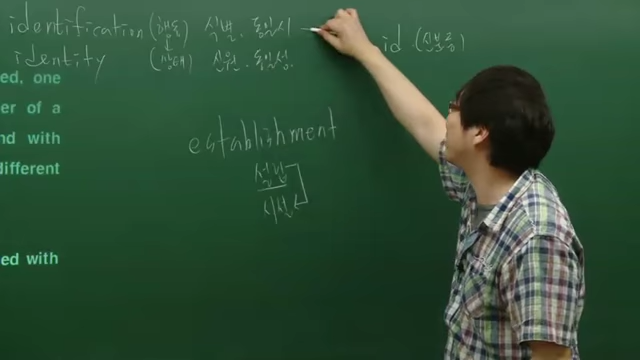 identification (행동) 식별, 동일시 → id (신분증)
identity (상태) 신원, 동일성.
ed, one
er of a
nd with
different
establishment
설립
시설
ed with